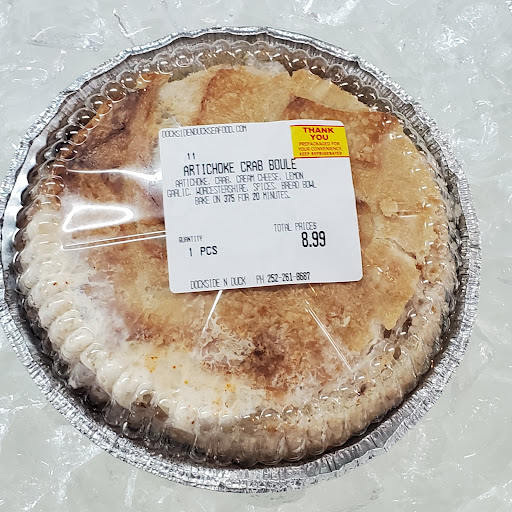 DOCKSIDENDUCKSEAFOOD.COM
THANK
YOU
PREPACKAGED FOR
YOUR CONVENIENCE
KEEP REFRIGERATED
11
ARTICHOKE CRAB BOULE
ARTICHOKE, CRAB, CREAM CHEESE, LEMON
GARLIC, WORCESTERSHIRE, SPICES, BREAD BOWL
BAKE ON 375 FOR 20 MINUTES.
QUANTITY
TOTAL PRICES
1 PCS
8.99
DOCKSIDE N DUCK PH 252-261-8687